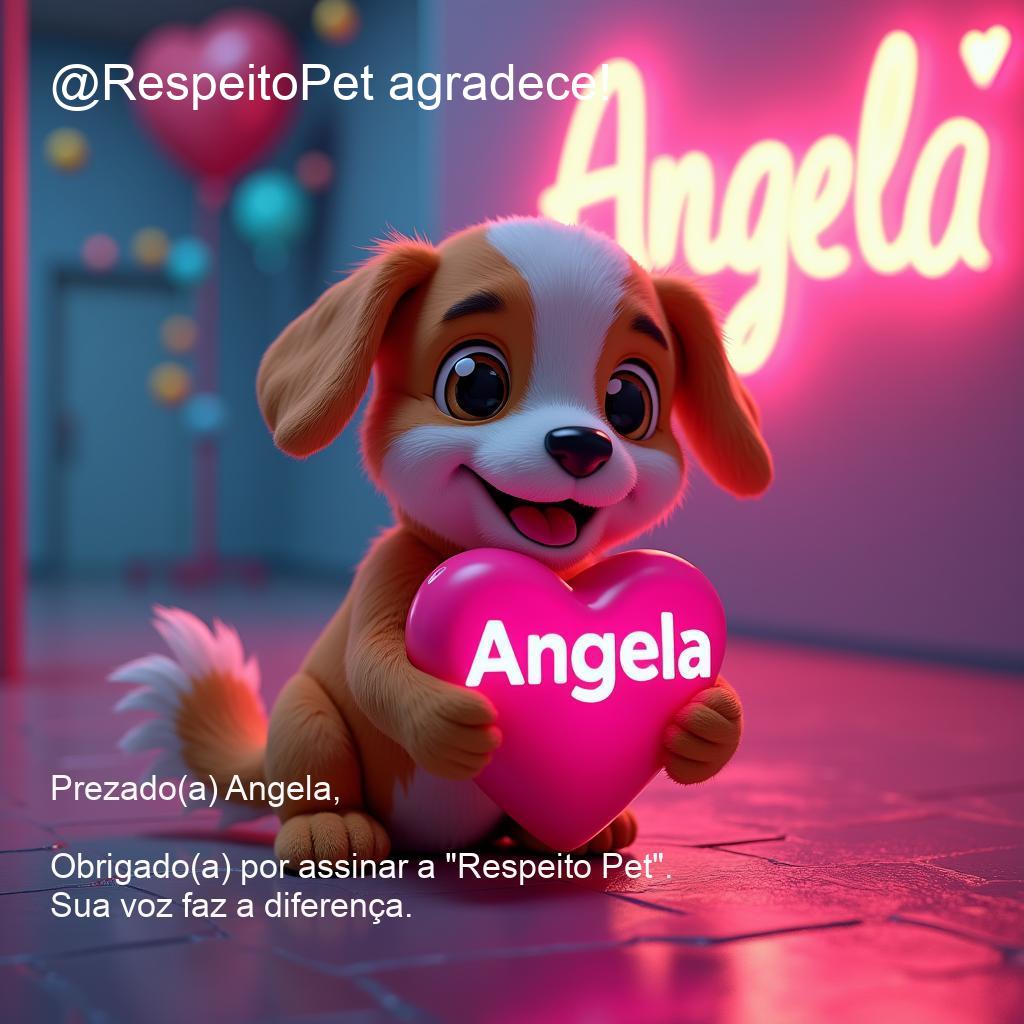 @RespeitoPet agradece!
Angela
Angela
Prezado(a) Angela,
Obrigado(a) por assinar a "Respeito Pet".
Sua voz faz a diferença.